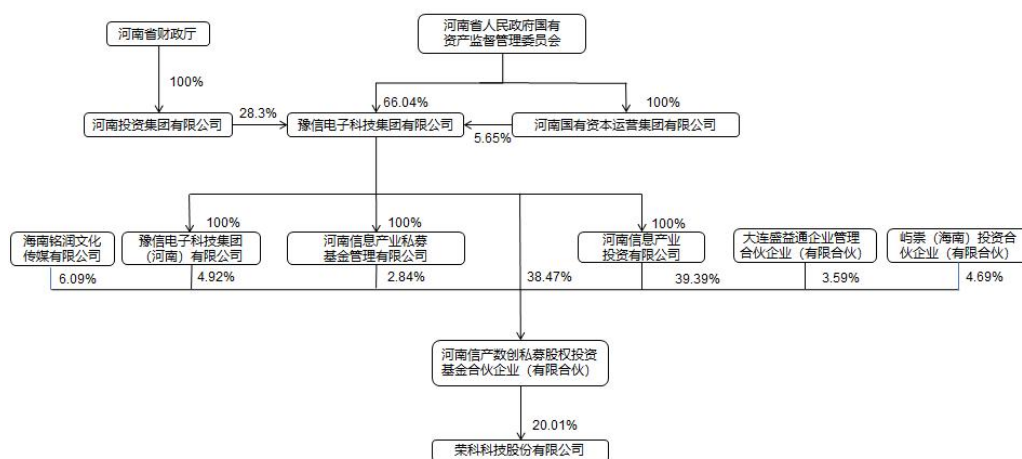 河南省财政厅
河南省人民政府国有
资产监督管理委员会
100%
66.04%
100%
河南投资集团有限公司
28.3%
豫信电子科技集团有限公司
5.65%
河南国有资本运营集团有限公司
100%
100%
100%
海南铭润文化
传媒有限公司
豫信电子科技集团
（河南）有限公司
河南信息产业私募
基金管理有限公司
河南信息产业
投资有限公司
大连盛益通企业管理
合伙企业（有限合伙）
屿崇（海南）投资合
伙企业（有限合伙）
6.09%
4.92%
2.84%
38.47%
39.39%
3.59%
4.69%
河南信产数创私募股权投资
基金合伙企业（有限合伙）
20.01%
荣科科技股份有限公司